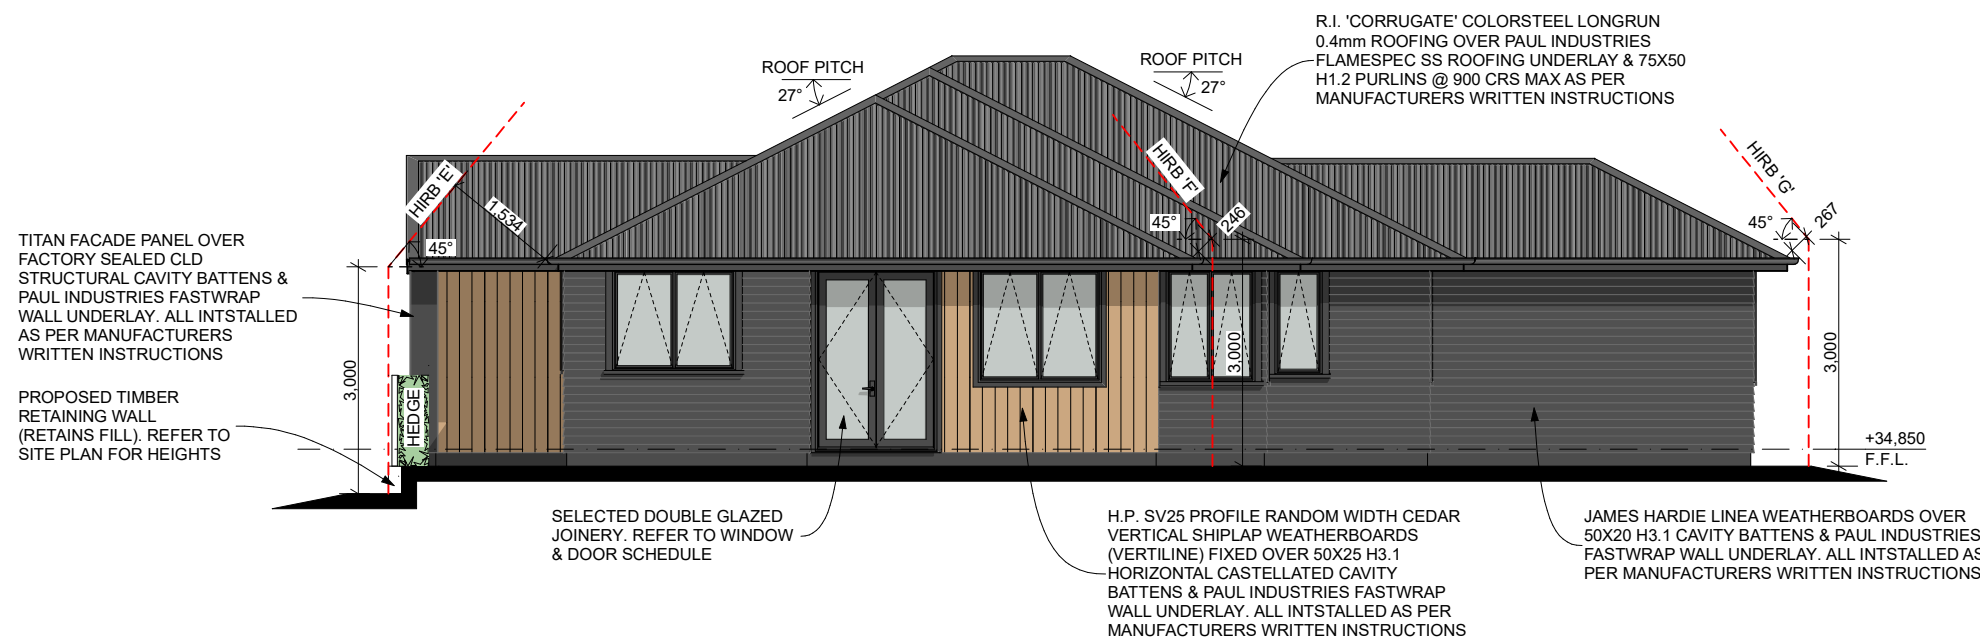 R.I. 'CORRUGATE' COLORSTEEL LONGRUN
0.4mm ROOFING OVER PAUL INDUSTRIES
FLAMESPEC SS ROOFING UNDERLAY & 75X50
H1.2 PURLINS @ 900 CRS MAX AS PER
MANUFACTURERS WRITTEN INSTRUCTIONS
ROOF PITCH
27°
ROOF PITCH
27°
HIRB 'E'
1,534
45°
HIRB 'F'
45°
246
HIRB 'G'
45°
267
TITAN FACADE PANEL OVER
FACTORY SEALED CLD
STRUCTURAL CAVITY BATTENS &
PAUL INDUSTRIES FASTWRAP
WALL UNDERLAY. ALL INTSTALLED
AS PER MANUFACTURERS
WRITTEN INSTRUCTIONS
3,000
3,000
3,000
PROPOSED TIMBER
RETAINING WALL
(RETAINS FILL). REFER TO
SITE PLAN FOR HEIGHTS
HEDGE
+34,850
F.F.L.
SELECTED DOUBLE GLAZED
JOINERY. REFER TO WINDOW
& DOOR SCHEDULE
H.P. SV25 PROFILE RANDOM WIDTH CEDAR
VERTICAL SHIPLAP WEATHERBOARDS
(VERTILINE) FIXED OVER 50X25 H3.1
HORIZONTAL CASTELLATED CAVITY
BATTENS & PAUL INDUSTRIES FASTWRAP
WALL UNDERLAY. ALL INTSTALLED AS PER
MANUFACTURERS WRITTEN INSTRUCTIONS
JAMES HARDIE LINEA WEATHERBOARDS OVER
50X20 H3.1 CAVITY BATTENS & PAUL INDUSTRIES
FASTWRAP WALL UNDERLAY. ALL INTSTALLED AS
PER MANUFACTURERS WRITTEN INSTRUCTIONS